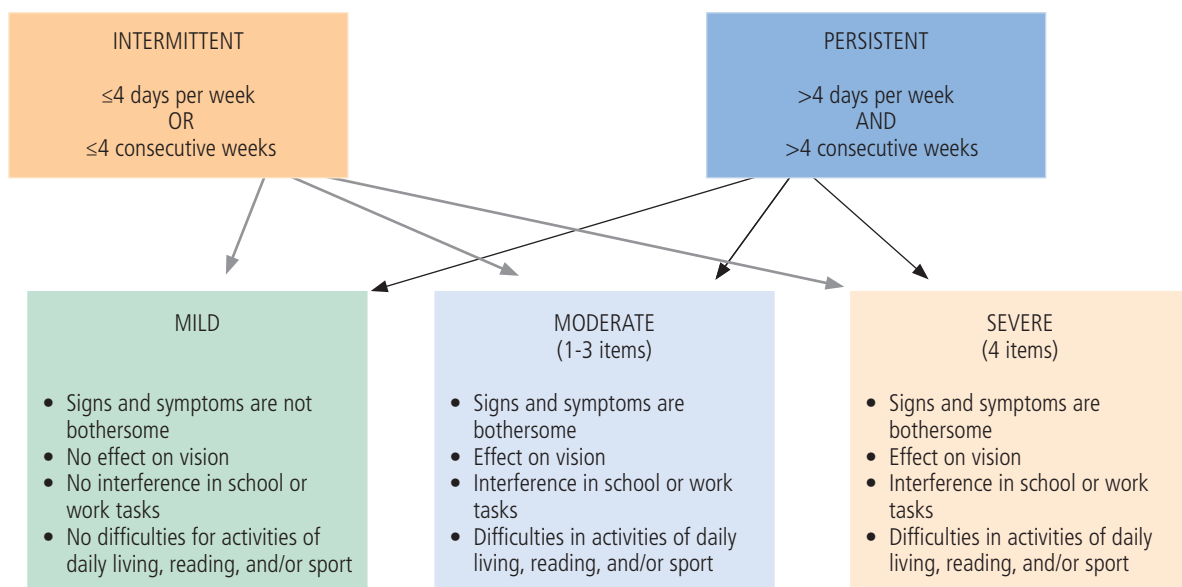 INTERMITTENT
≤4 days per week
OR
≤4 consecutive weeks
PERSISTENT
>4 days per week
AND
>4 consecutive weeks
MILD
• Signs and symptoms are not
bothersome
• No effect on vision
• No interference in school or
work tasks
• No difficulties for activities of
daily living, reading, and/or sport
MODERATE
(1-3 items)
• Signs and symptoms are
bothersome
• Effect on vision
• Interference in school or work
tasks
• Difficulties in activities of daily
living, reading, and/or sport
SEVERE
(4 items)
• Signs and symptoms are
bothersome
• Effect on vision
• Interference in school or work
tasks
• Difficulties in activities of daily
living, reading, and/or sport